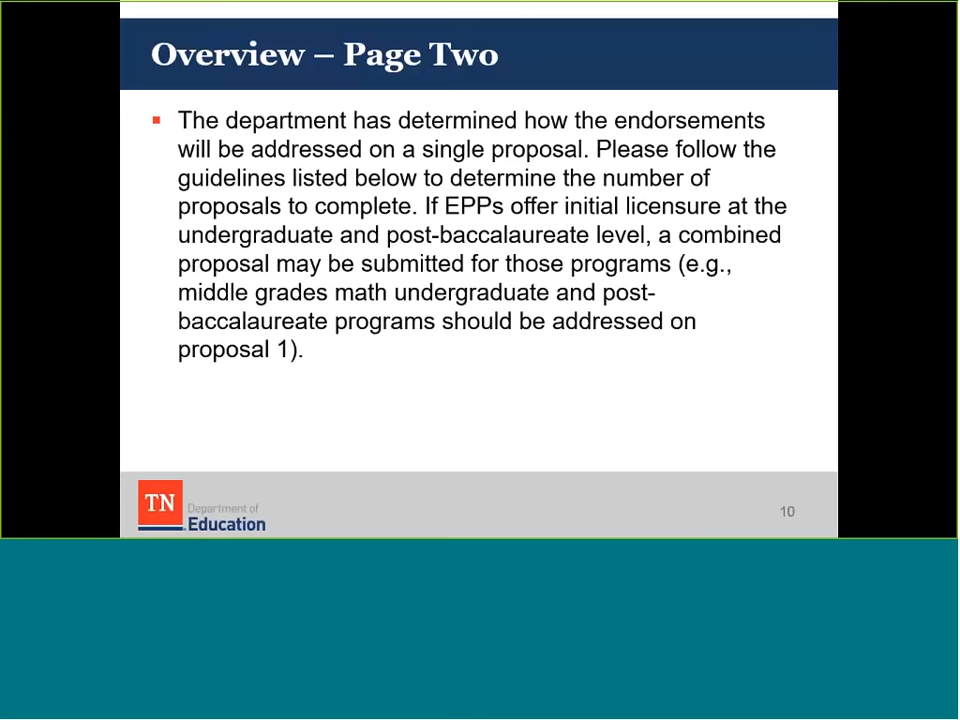 Overview – Page Two
▪ The department has determined how the endorsements
will be addressed on a single proposal. Please follow the
guidelines listed below to determine the number of
proposals to complete. If EPPs offer initial licensure at the
undergraduate and post-baccalaureate level, a combined
proposal may be submitted for those programs (e.g.,
middle grades math undergraduate and post-
baccalaureate programs should be addressed on
proposal 1).
TN
Department of
Education
10